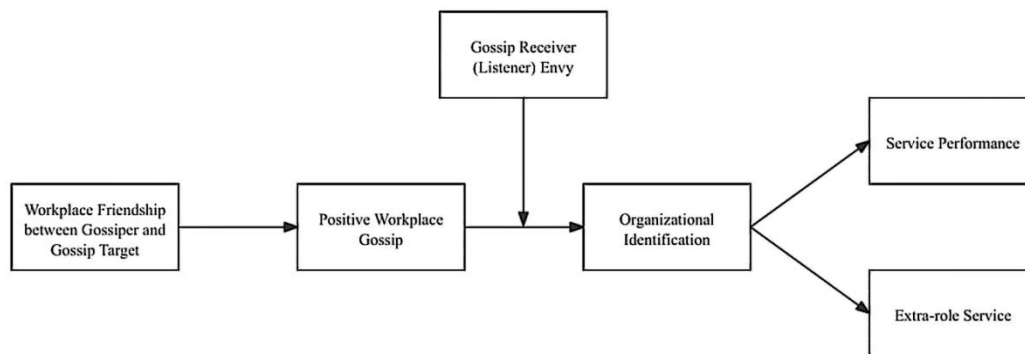 Gossip Receiver
(Listener) Envy
Service Performance
Workplace Friendship
between Gossiper and
Gossip Target
Positive Workplace
Gossip
Organizational
Identification
Extra-role Service